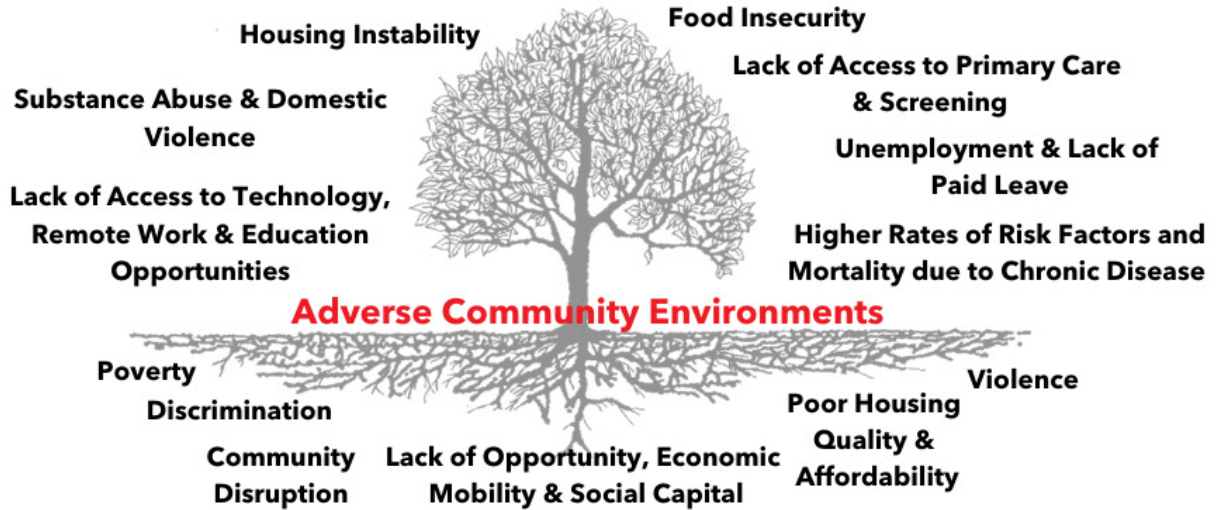 Housing Instability
Food Insecurity
Lack of Access to Primary Care
& Screening
Substance Abuse & Domestic
Violence
Unemployment & Lack of
Paid Leave
Lack of Access to Technology,
Remote Work & Education
Opportunities
Higher Rates of Risk Factors and
Mortality due to Chronic Disease
Adverse Community Environments
Poverty
Discrimination
Community
Disruption
Lack of Opportunity, Economic
Mobility & Social Capital
Poor Housing
Quality &
Affordability
Violence